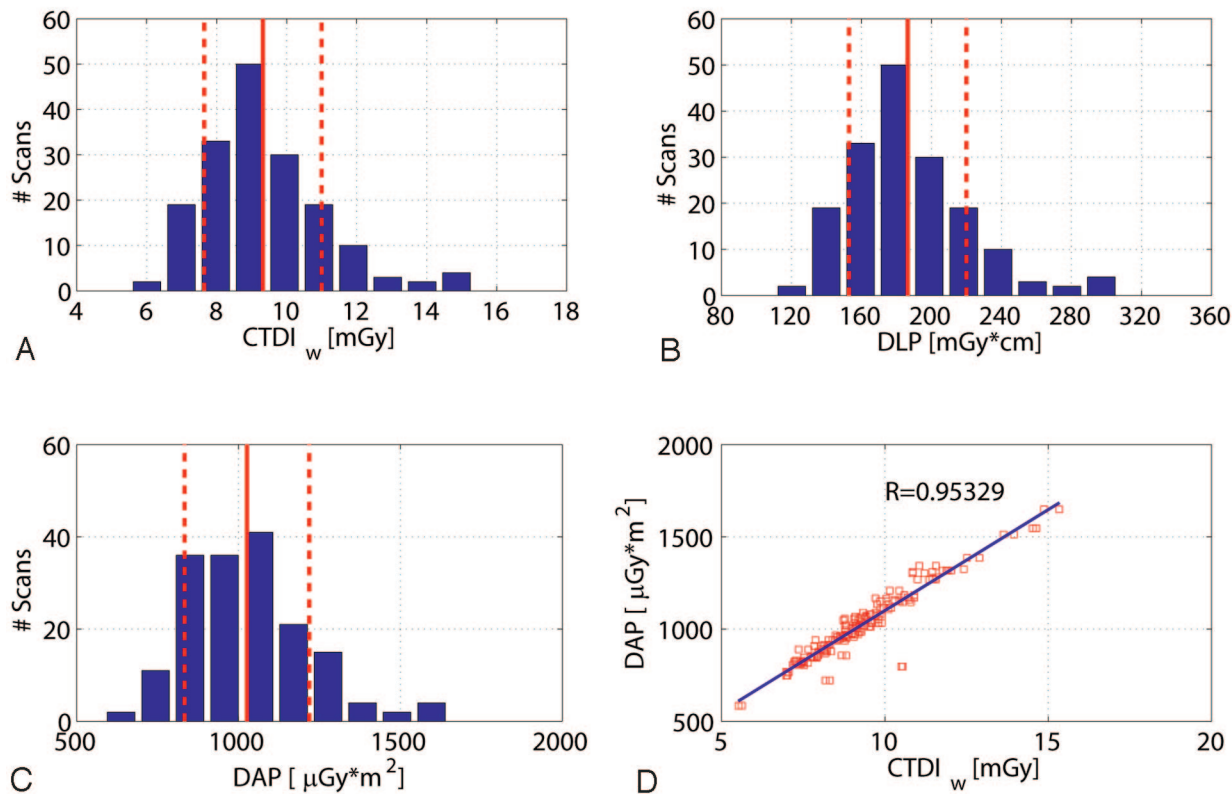 60
50
40
30
20
10
0
# Scans
4 6 8 10 12 14 16 18
CTDI w [mGy]
A
60
50
40
30
20
10
0
# Scans
80 120 160 200 240 280 320 360
DLP [mGy*cm]
B
60
40
20
0
# Scans
500 1000 1500 2000
DAP [ μGy*m²]
C
2000
1500
1000
500
DAP [ μGy*m²]
R=0.95329
5 10 15 20
CTDI w [mGy]
D